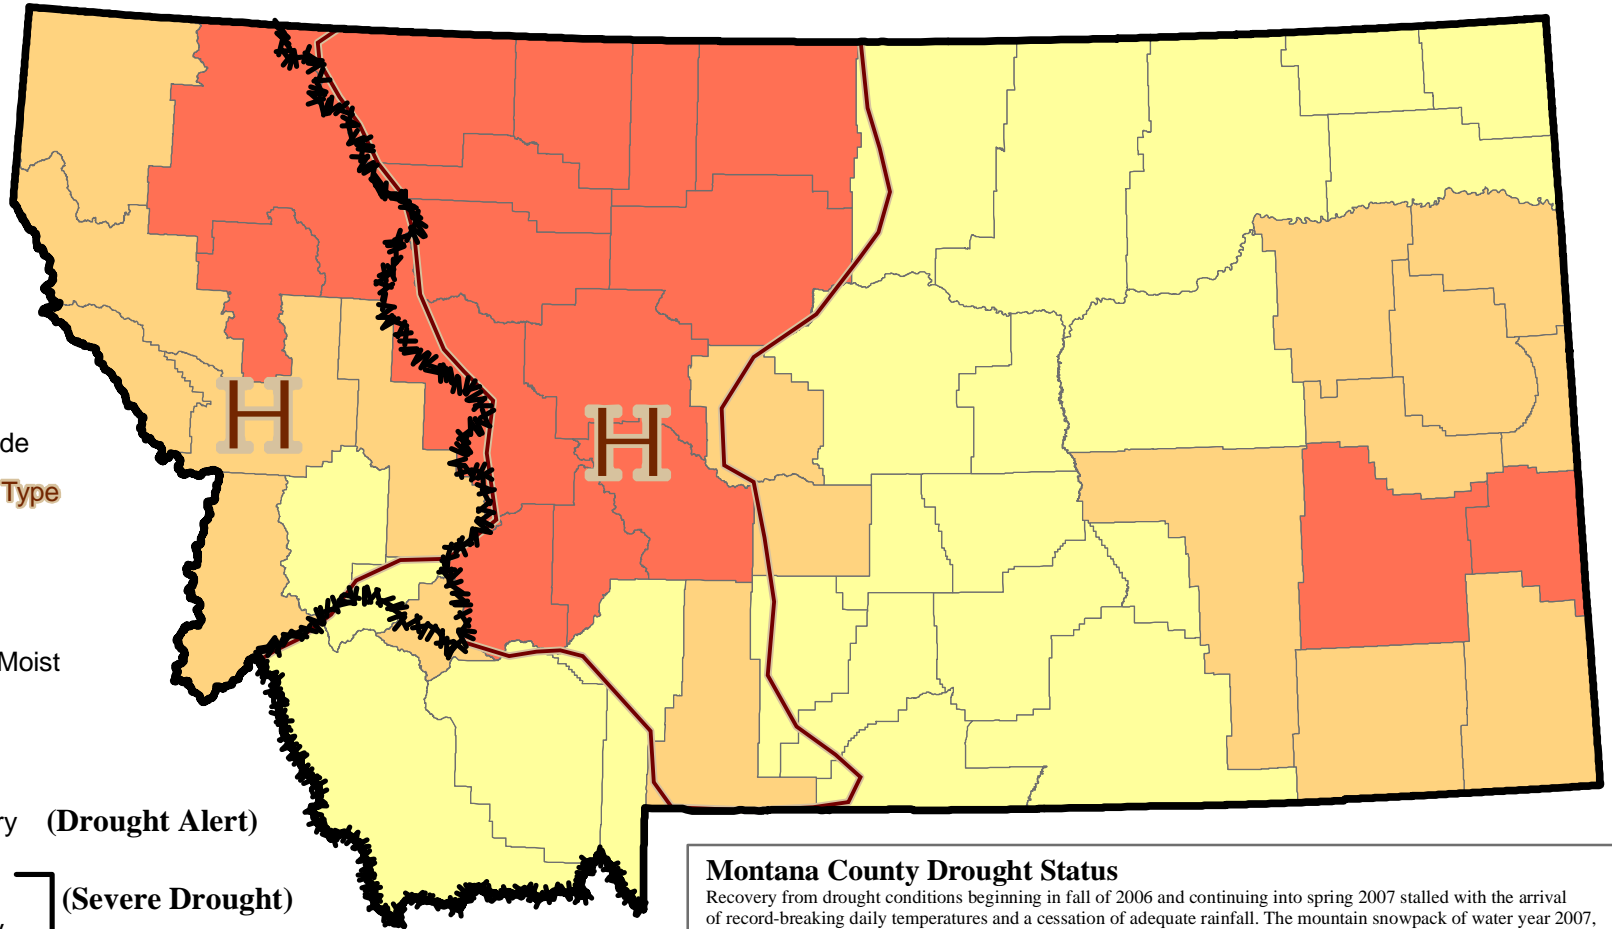 H
H
de
Type
Moist
ry (Drought Alert)
(Severe Drought)
Montana County Drought Status
Recovery from drought conditions beginning in fall of 2006 and continuing into spring 2007 stalled with the arrival
of record-breaking daily temperatures and a cessation of adequate rainfall. The mountain snowpack of water year 2007,